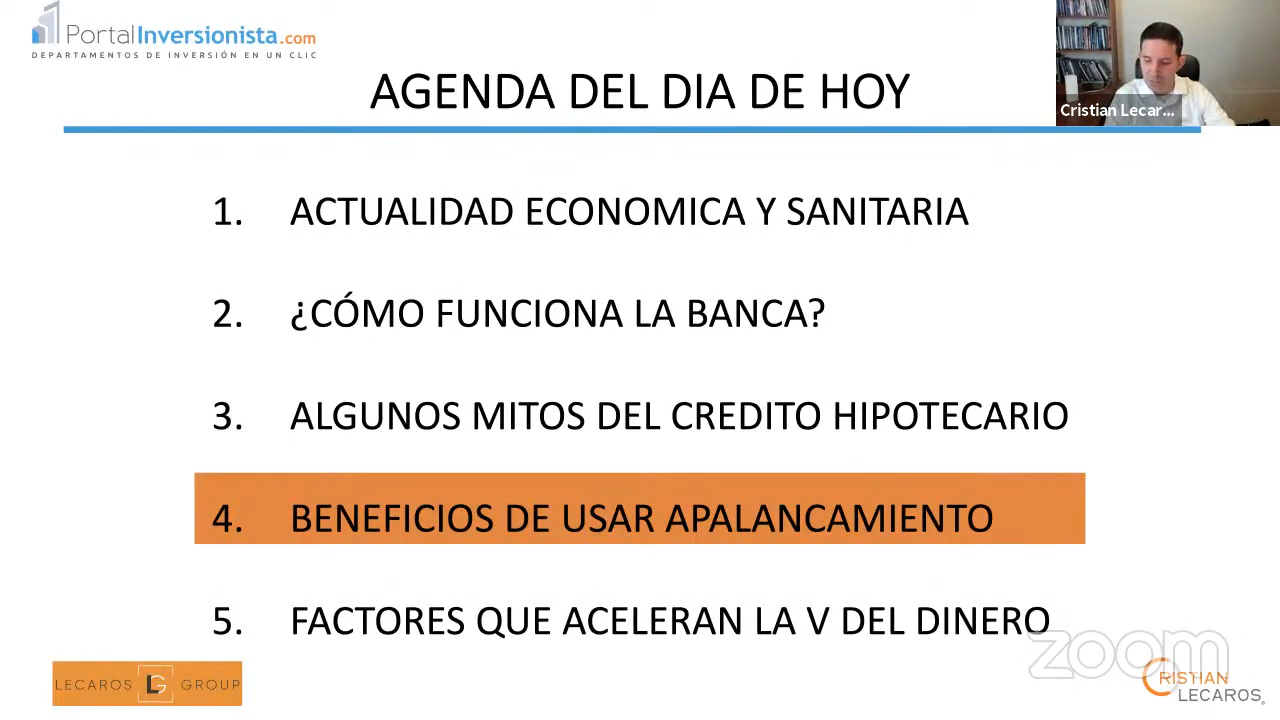 PortalInversionista.com
DEPARTAMENTOS DE INVERSIÓN EN UN CLIC
AGENDA DEL DIA DE HOY
Cristian Lecar...
1. ACTUALIDAD ECONOMICA Y SANITARIA
2. ¿CÓMO FUNCIONA LA BANCA?
3. ALGUNOS MITOS DEL CREDITO HIPOTECARIO
4. BENEFICIOS DE USAR APALANCAMIENTO
5. FACTORES QUE ACELERAN LA V DEL DINERO
zoom
LECAROS LG GROUP
CRISTIAN
LECAROS®